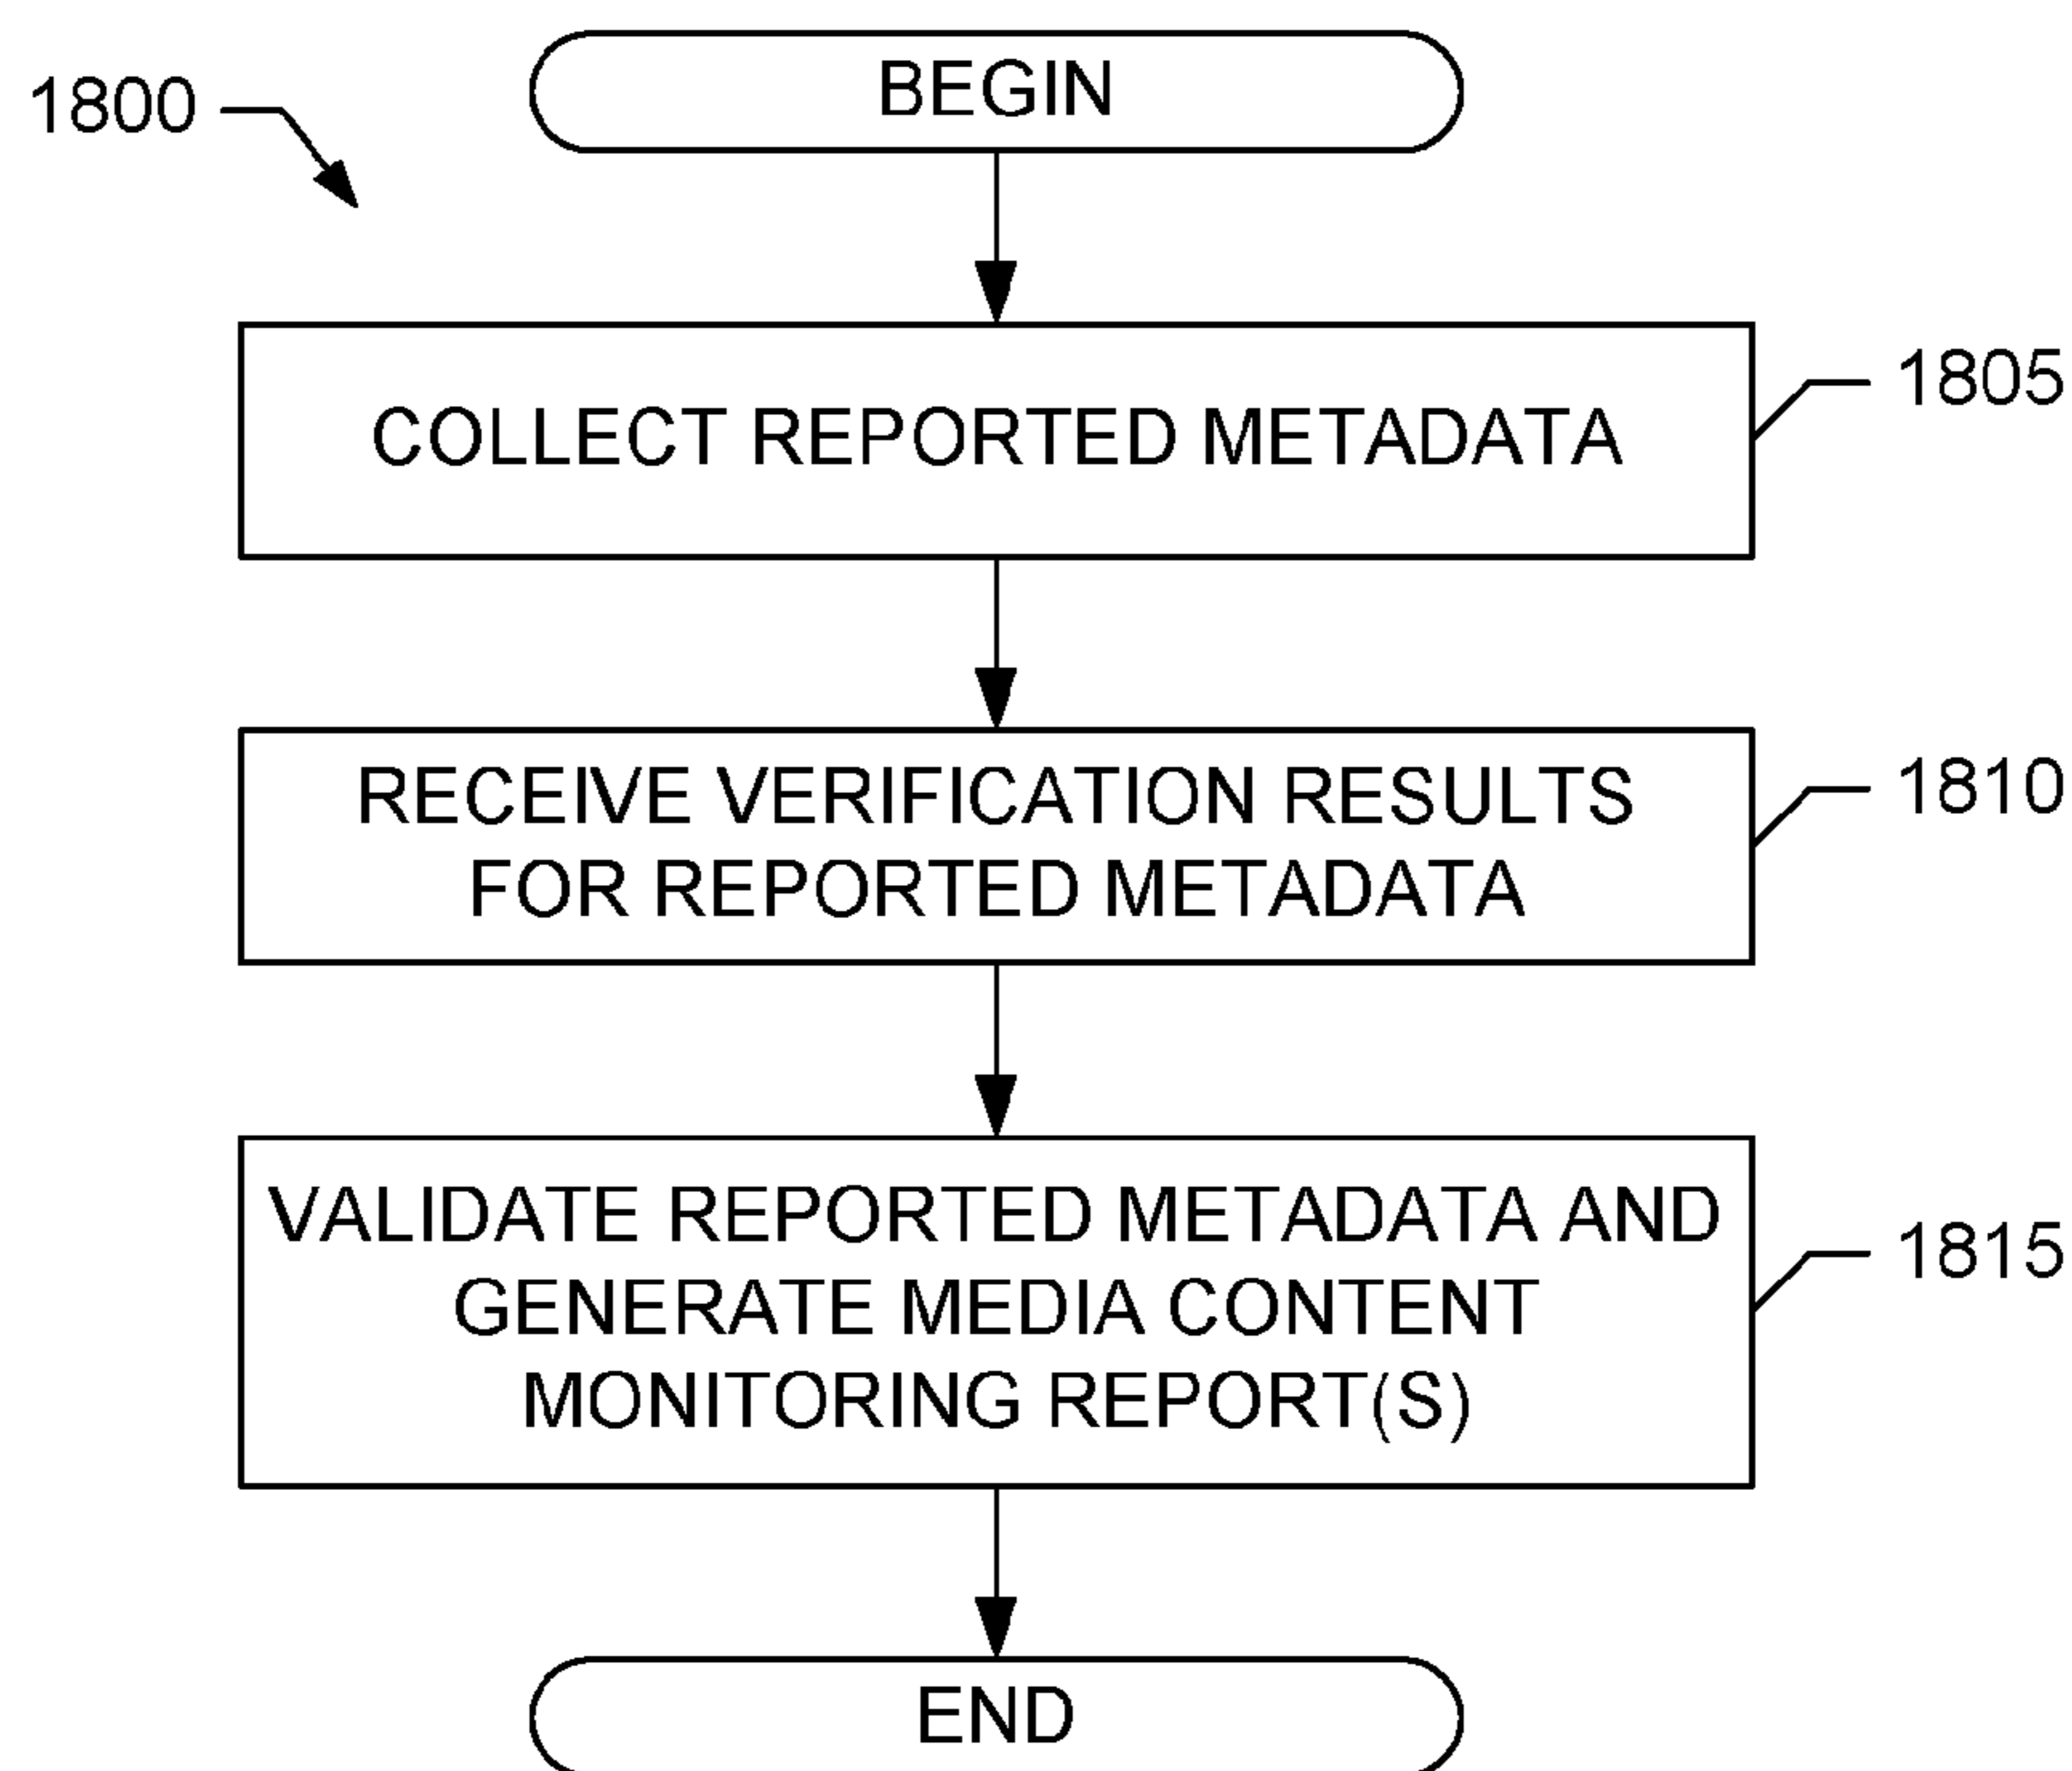 BEGIN
1800
COLLECT REPORTED METADATA
1805
RECEIVE VERIFICATION RESULTS
FOR REPORTED METADATA
1810
VALIDATE REPORTED METADATA AND
GENERATE MEDIA CONTENT
MONITORING REPORT(S)
1815
END